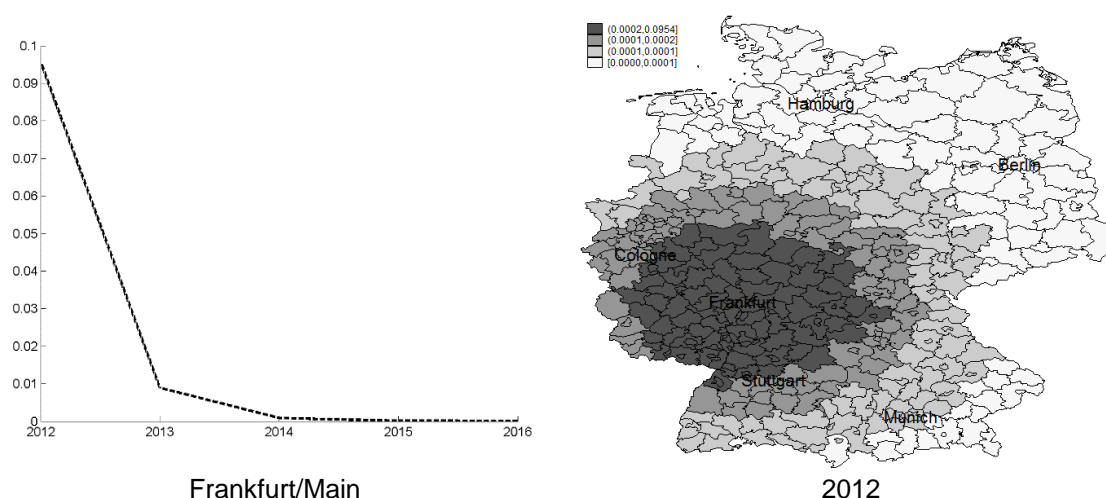 0.1
0.09
0.08
0.07
0.06
0.05
0.04
0.03
0.02
0.01
0
2012 2013 2014 2015 2016
Frankfurt/Main
(0.0002,0.0954]
(0.0001,0.0002]
(0.0001,0.0001]
[0.0000,0.0001]
Hamburg
Berlin
Cologne
Frankfurt
Stuttgart
Munich
2012